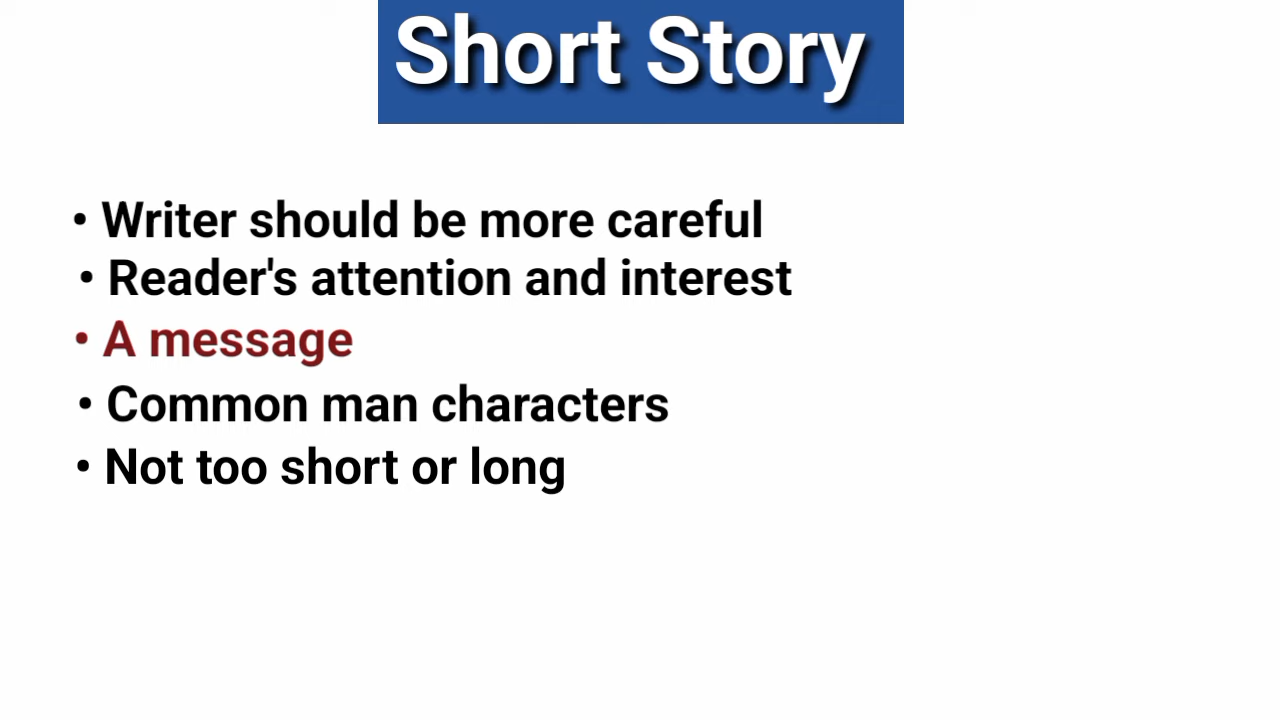 Short Story
• Writer should be more careful
• Reader's attention and interest
• A message
• Common man characters
• Not too short or long